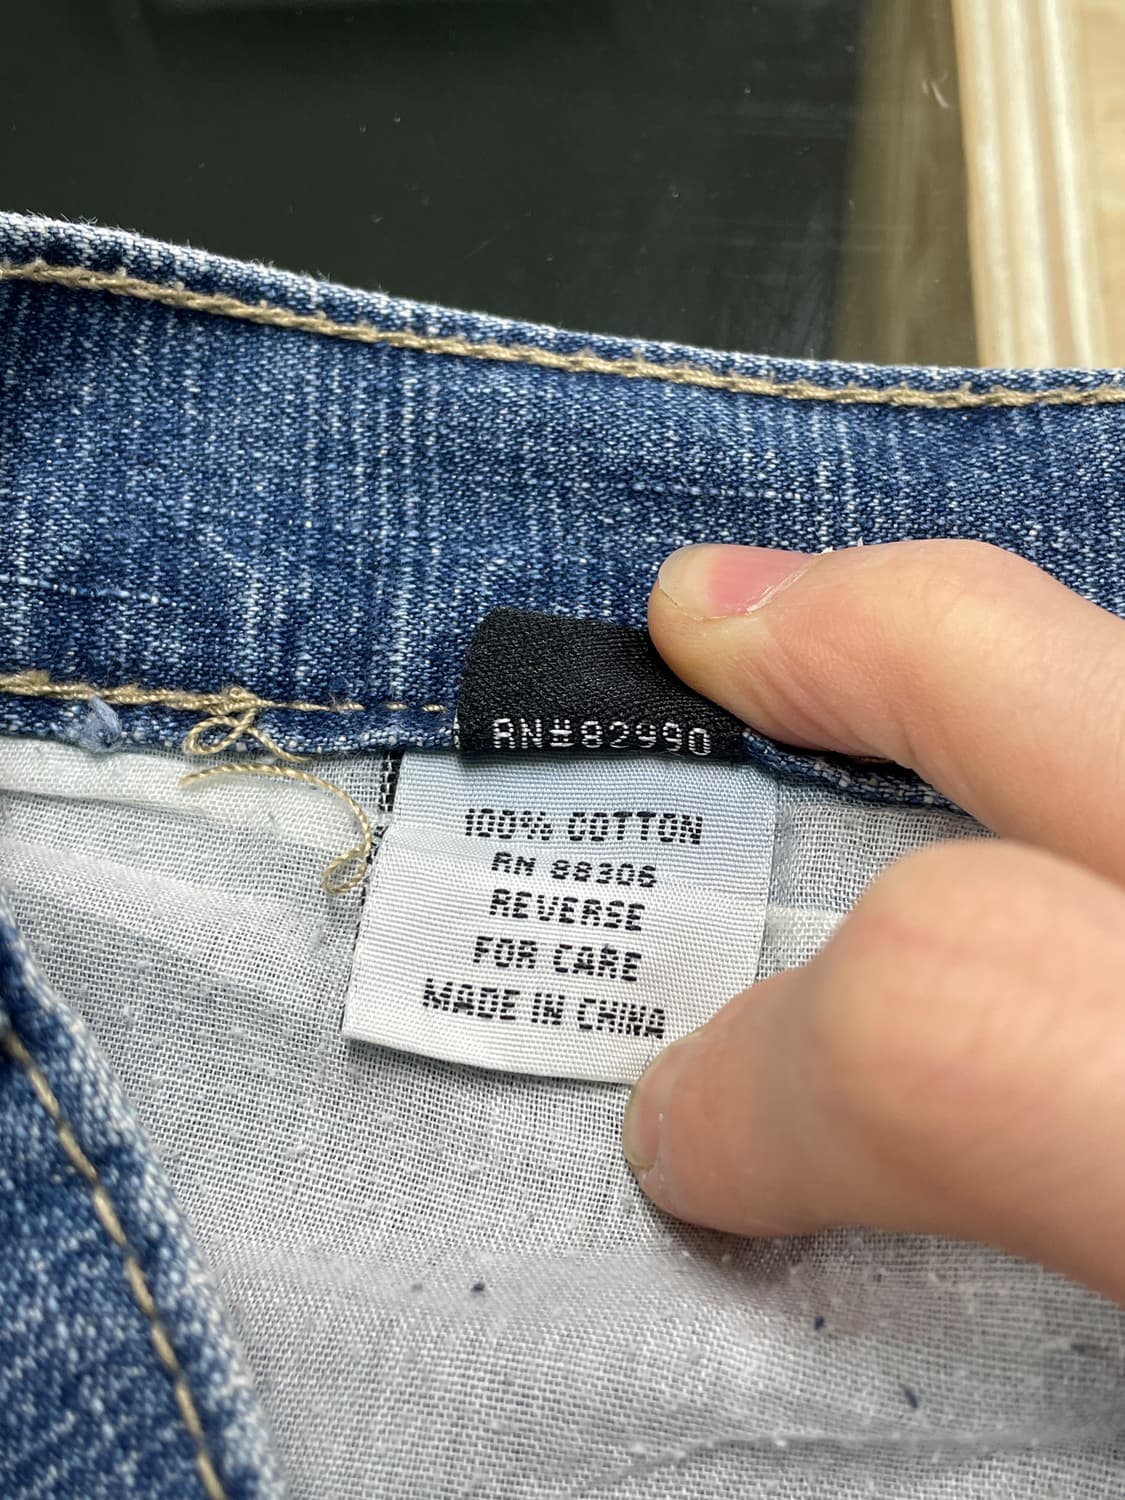 RN#82990
100% COTTON
RN 88306
REVERSE
FOR CARE
MADE IN CHINA